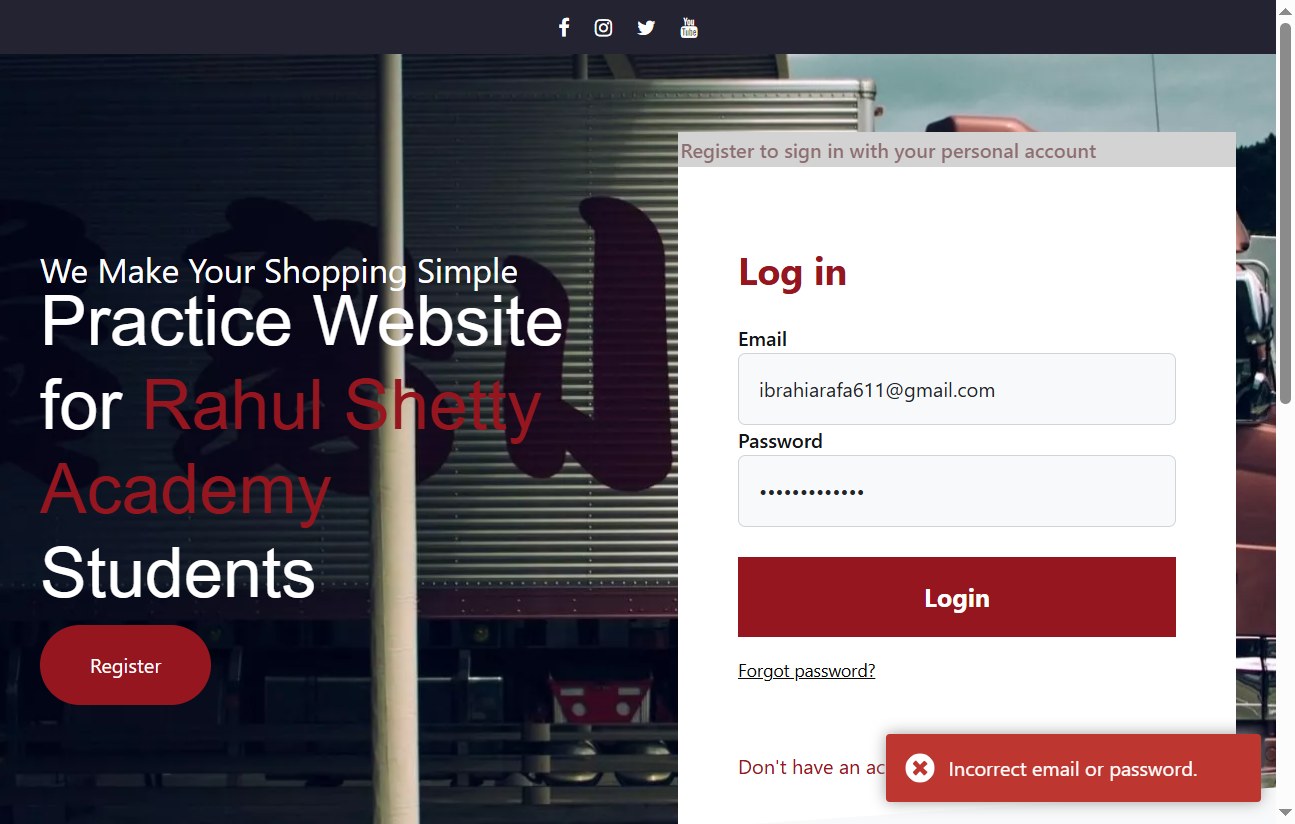 You
Tube
Register to sign in with your personal account
We Make Your Shopping Simple
Practice Website
for Rahul Shetty
Academy
Students
Register
Log in
Email
ibrahiarafa611@gmail.com
Password
•••••••••••••
Login
Forgot password?
Don't have an ac
Incorrect email or password.